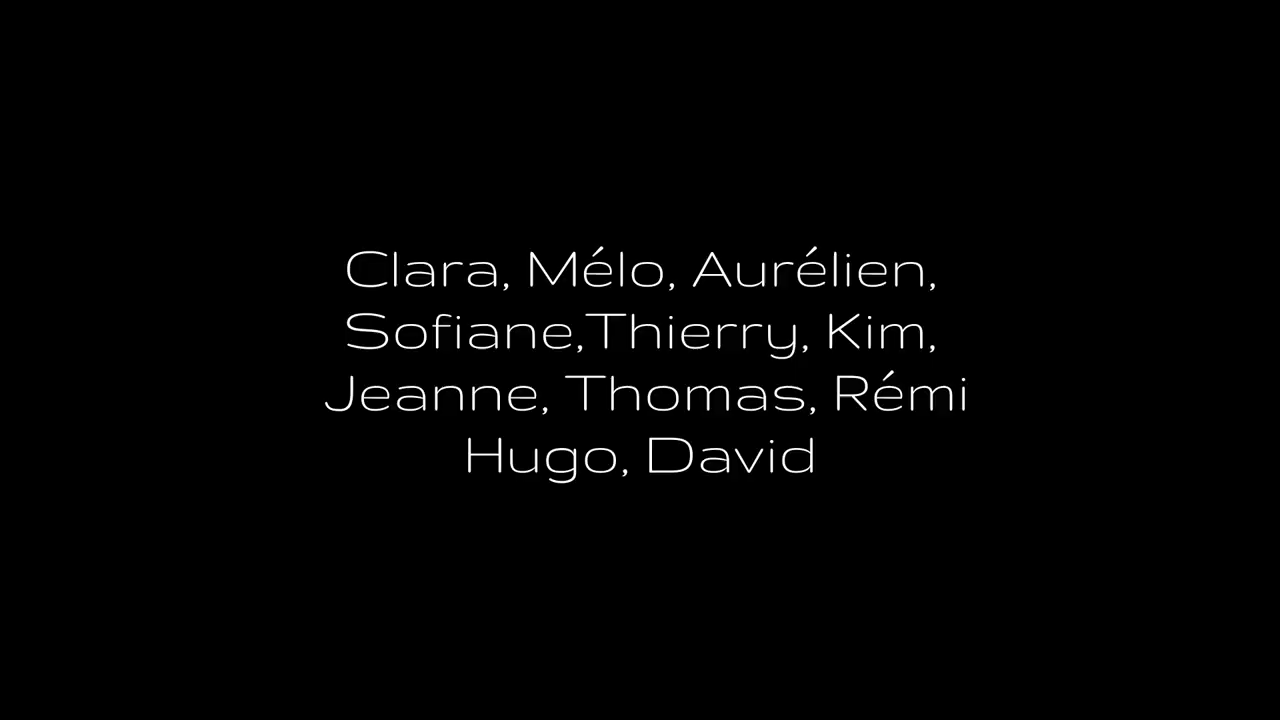 Clara, Mélo, Aurélien,
Sofiane,Thierry, Kim,
Jeanne, Thomas, Rémi
Hugo, David